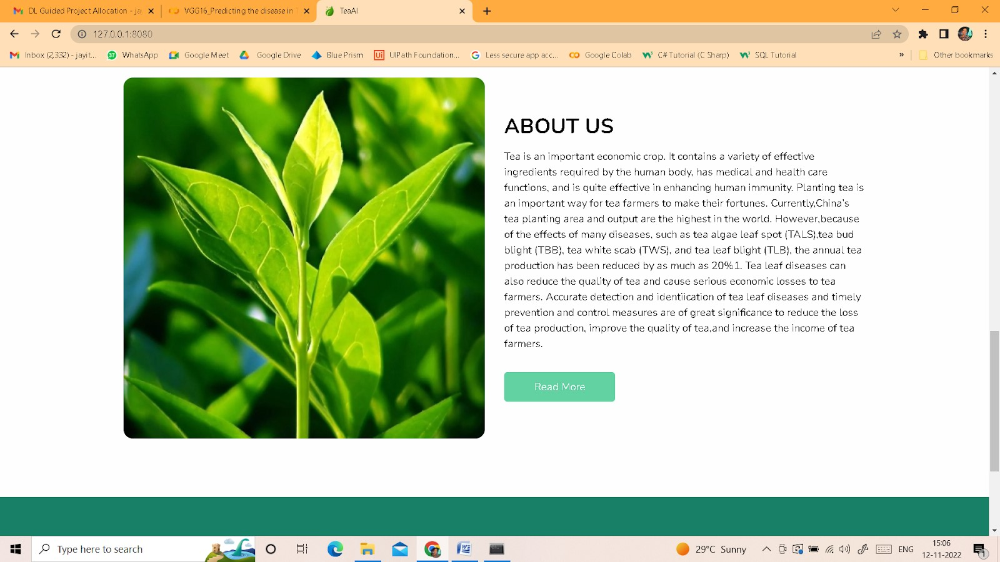 DL Guided Project Allocation - ja
VGG16_Predicting the disease in T
TeaAI
127.0.0.1:8080
Inbox (2,332) - jayit...
37
WhatsApp
Google Meet
Google Drive
Blue Prism
Ui
UIPath Foundation...
Less secure app acc...
Google Colab
C# Tutorial (C Sharp)
SQL Tutorial
»
Other bookmarks
ABOUT US
Tea is an important economic crop. It contains a variety of effective
ingredients required by the human body, has medical and health care
functions, and is quite effective in enhancing human immunity. Planting tea is
an important way for tea farmers to make their fortunes. Currently,China's
tea planting area and output are the highest in the world. However,because
of the effects of many diseases, such as tea algae leaf spot (TALS),tea bud
blight (TBB), tea white scab (TWS), and tea leaf blight (TLB), the annual tea
production has been reduced by as much as 20%1. Tea leaf diseases can
also reduce the quality of tea and cause serious economic losses to tea
farmers. Accurate detection and identiication of tea leaf diseases and timely
prevention and control measures are of great significance to reduce the loss
of tea production, improve the quality of tea,and increase the income of tea
farmers.
Read More
Type here to search
29°C Sunny
ENG
15:06
12-11-2022
1